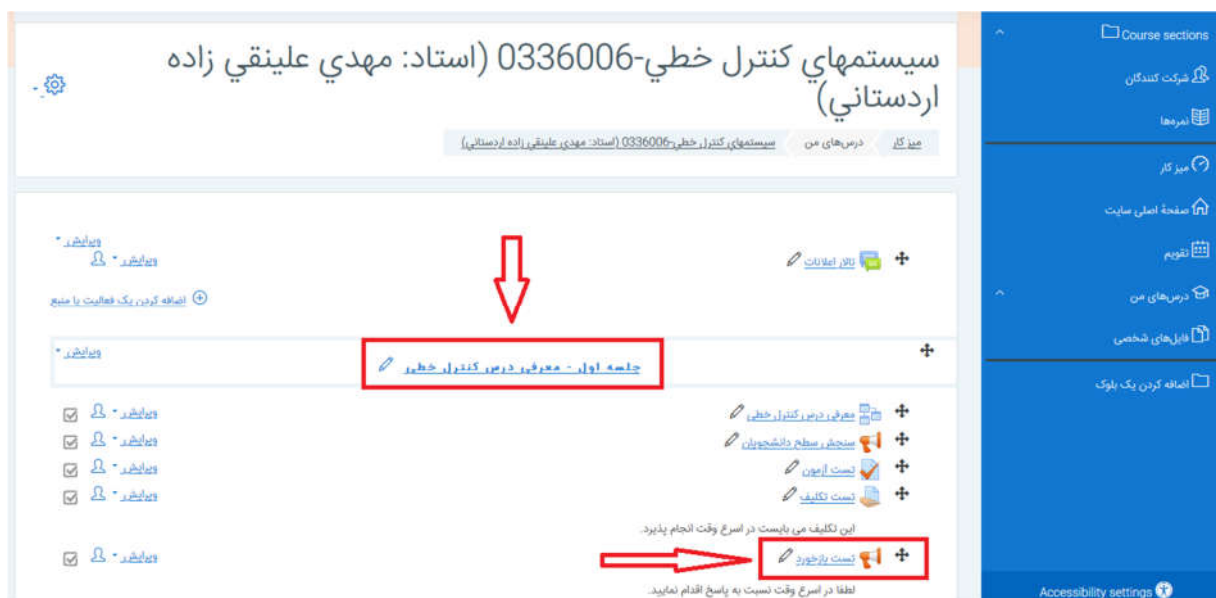 سيستمهاي كنترل خطي-0336006 (استاد: مهدي علينقي زاده
اردستاني)
میز کار
درس‌های من
سيستمهاي كنترل خطي-0336006 (استاد: مهدي علينقي زاده اردستاني)
Course sections
شرکت کنندگان
نمره‌ها
میز کار
صفحهٔ اصلی سایت
تقویم
درس‌های من
فایل‌های شخصی
اضافه کردن یک بلوک
Accessibility settings
ویرایش
تالار اعلانات
ویرایش
اضافه کردن یک فعالیت یا منبع
جلسه اول - معرفی درس کنترل خطی
ویرایش
معرفی درس کنترل خطی
ویرایش
سنجش سطح دانشجویان
ویرایش
تست آزمون
ویرایش
تست تکلیف
ویرایش
این تکلیف می بایست در اسرع وقت انجام پذیرد.
تست بازخورد
ویرایش
لطفا در اسرع وقت نسبت به پاسخ اقدام نمایید.